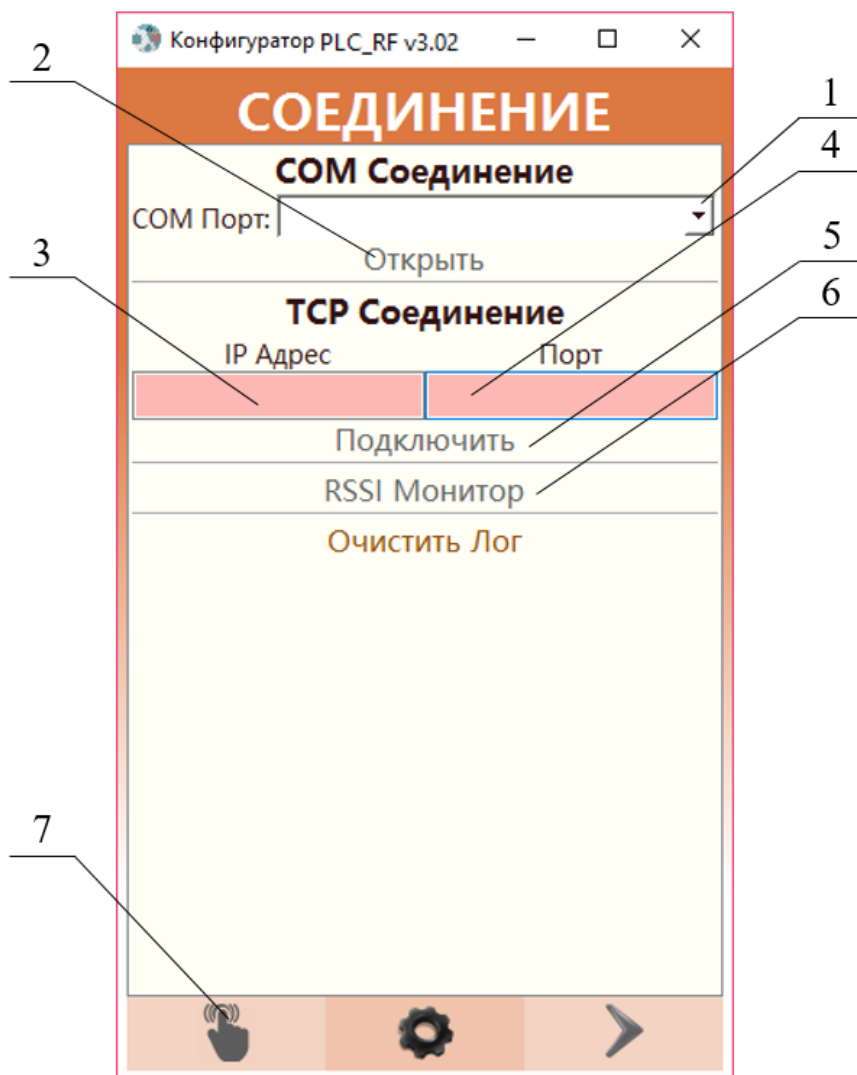 Конфигуратор PLC_RF v3.02
2
СОЕДИНЕНИЕ
1
COM Соединение
4
COM Порт:
3
Открыть
5
TCP Соединение
6
IP Адрес Порт
Подключить
RSSI Монитор
Очистить Лог
7